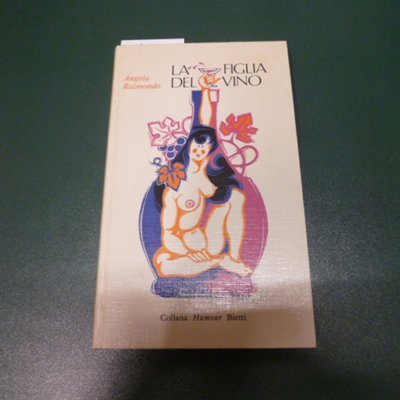 Angela
Raimondo
LA FIGLIA
DEL VINO
Collana Humour Bietti